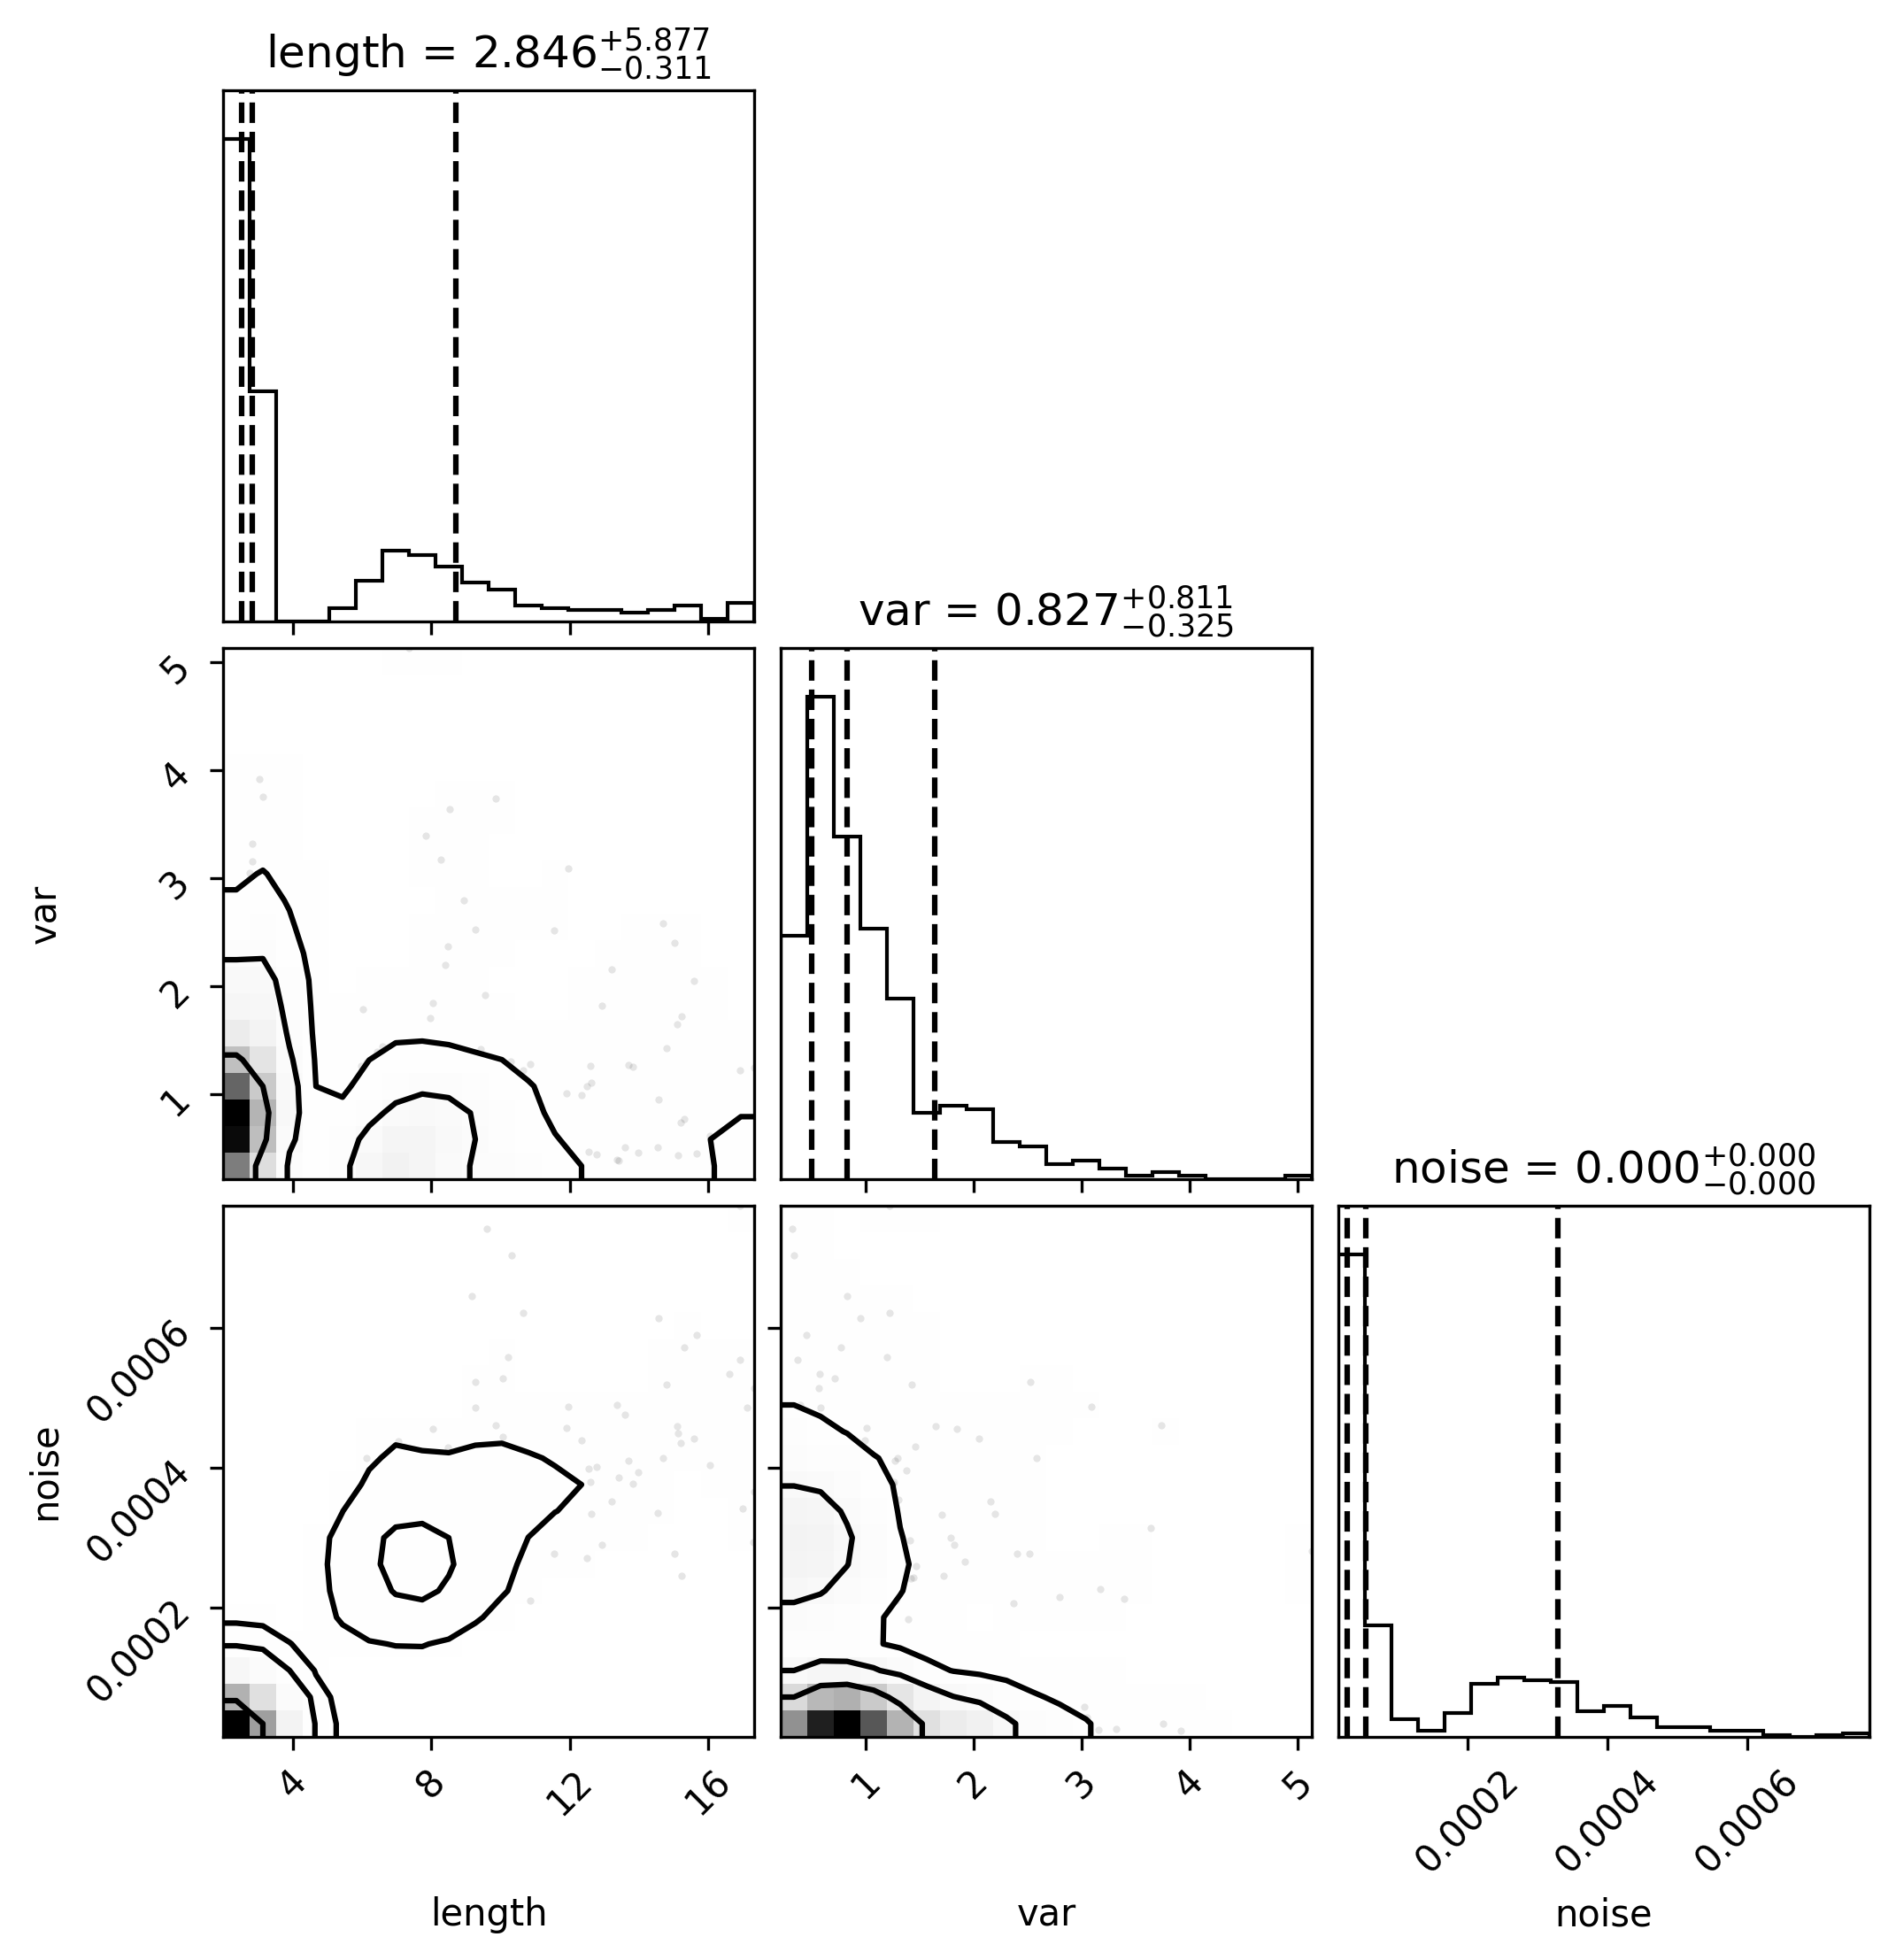 length = 2.846 +5.877 −0.311
var = 0.827 +0.811 −0.325
5
4
3
2
1
var
noise = 0.000 +0.000 −0.000
0.0006
0.0004
0.0002
noise
4 8 12 16 1 2 3 4 5 0.0002 0.0004 0.0006
length var noise